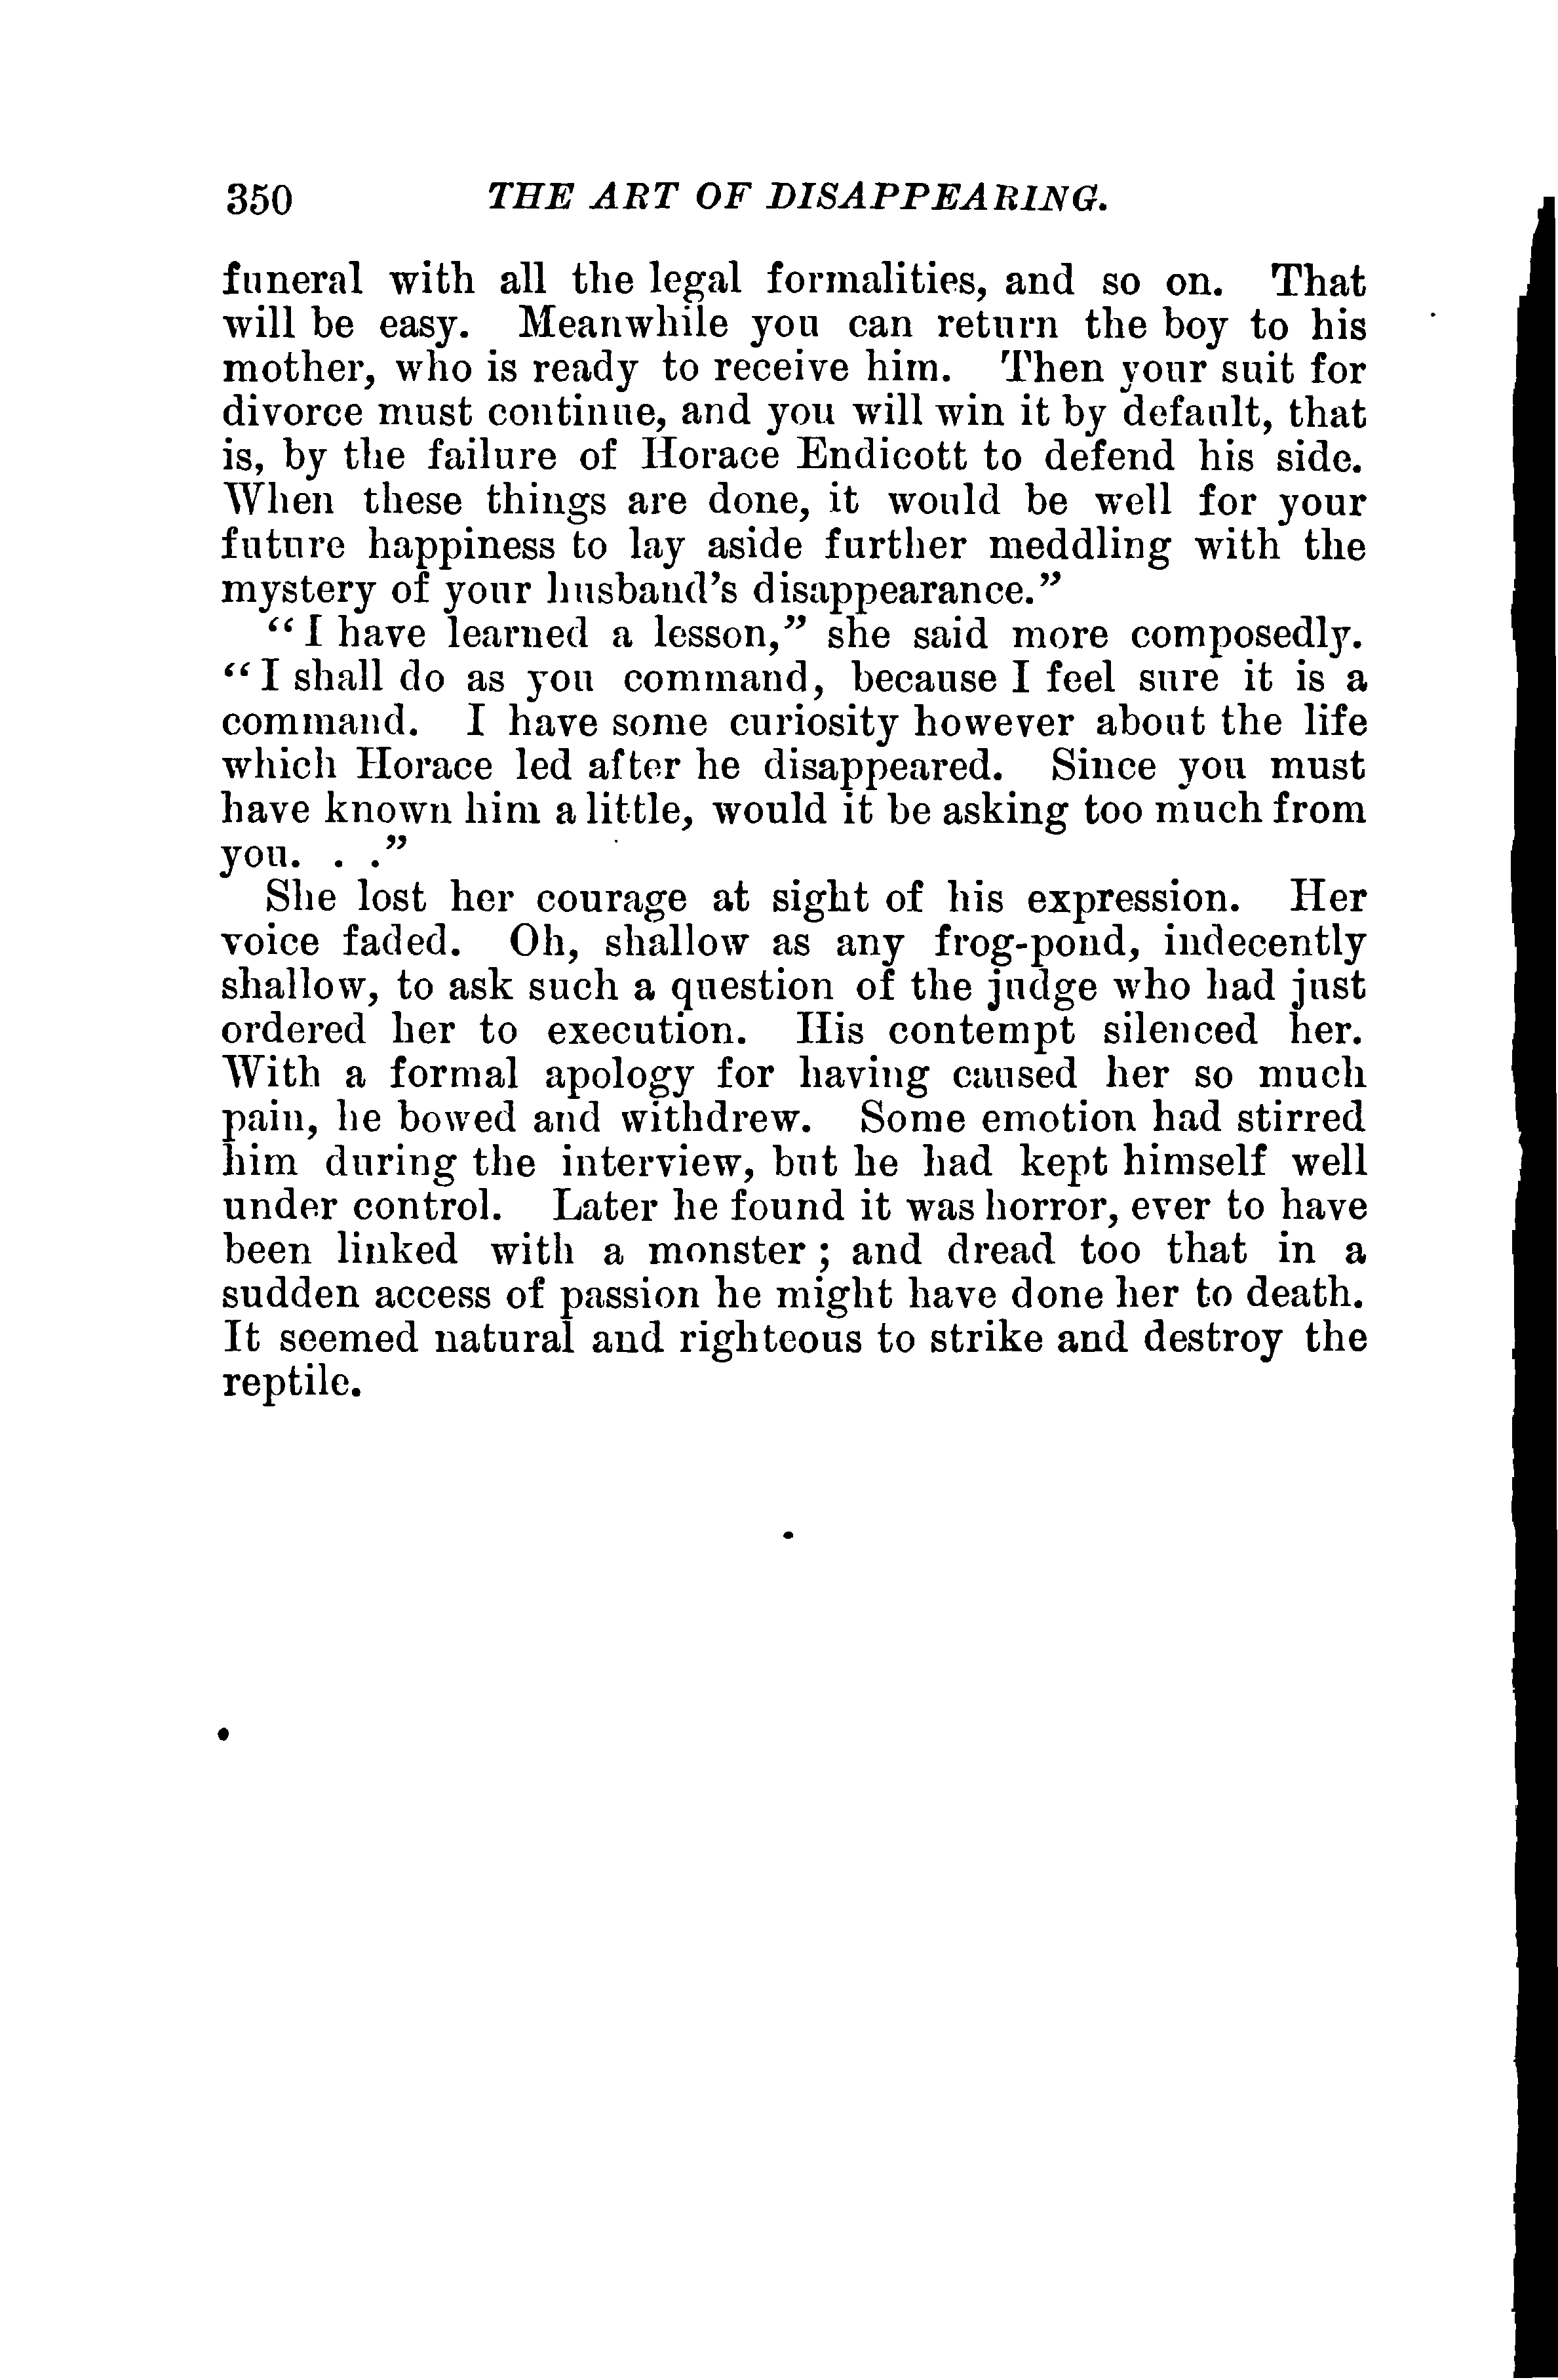 350 THE ART OF DISAPPEARING.
funeral with all the legal formalities, and so on. That
will be easy. Meanwhile you can return the boy to his
mother, who is ready to receive him. Then your suit for
divorce must continue, and you will win it by default, that
is, by the failure of Horace Endicott to defend his side.
When these things are done, it would be well for your
future happiness to lay aside further meddling with the
mystery of your husband's disappearance.”
“I have learned a lesson,” she said more composedly.
“I shall do as you command, because I feel sure it is a
command. I have some curiosity however about the life
which Horace led after he disappeared. Since you must
have known him a little, would it be asking too much from
you. . .”
She lost her courage at sight of his expression. Her
voice faded. Oh, shallow as any frog-pond, indecently
shallow, to ask such a question of the judge who had just
ordered her to execution. His contempt silenced her.
With a formal apology for having caused her so much
pain, he bowed and withdrew. Some emotion had stirred
him during the interview, but he had kept himself well
under control. Later he found it was horror, ever to have
been linked with a monster; and dread too that in a
sudden access of passion he might have done her to death.
It seemed natural and righteous to strike and destroy the
reptile.